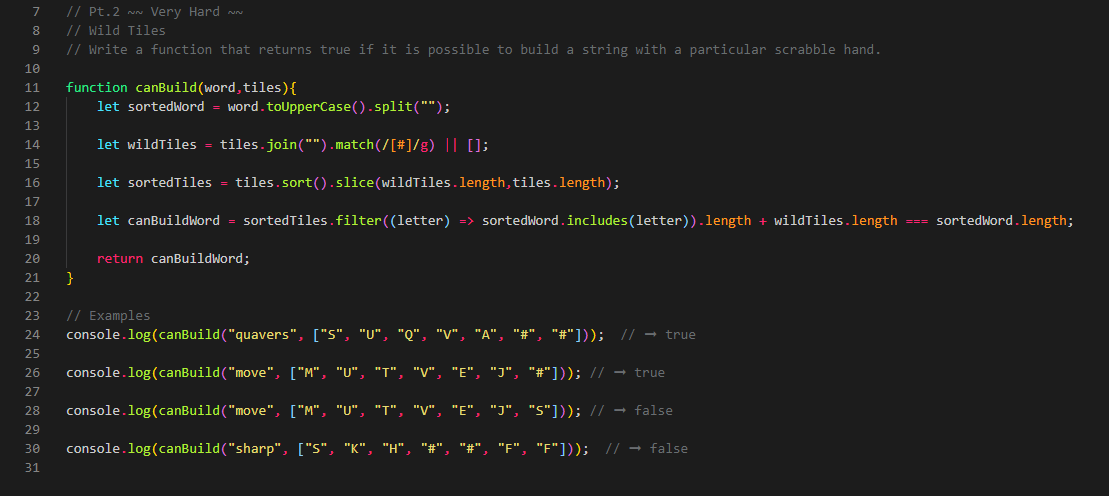 7 // Pt.2 ~~ Very Hard ~~
8 // Wild Tiles
9 // Write a function that returns true if it is possible to build a string with a particular scrabble hand.
10
11 function canBuild(word,tiles){
12     let sortedWord = word.toUpperCase().split("");
13
14     let wildTiles = tiles.join("").match(/[#]/g) || [];
15
16     let sortedTiles = tiles.sort().slice(wildTiles.length,tiles.length);
17
18     let canBuildWord = sortedTiles.filter((letter) => sortedWord.includes(letter)).length + wildTiles.length === sortedWord.length;
19
20     return canBuildWord;
21 }
22
23 // Examples
24 console.log(canBuild("quavers", ["S", "U", "Q", "V", "A", "#", "#"]));  // ➞ true
25
26 console.log(canBuild("move", ["M", "U", "T", "V", "E", "J", "#"])); // ➞ true
27
28 console.log(canBuild("move", ["M", "U", "T", "V", "E", "J", "S"])); // ➞ false
29
30 console.log(canBuild("sharp", ["S", "K", "H", "#", "#", "F", "F"]));  // ➞ false
31